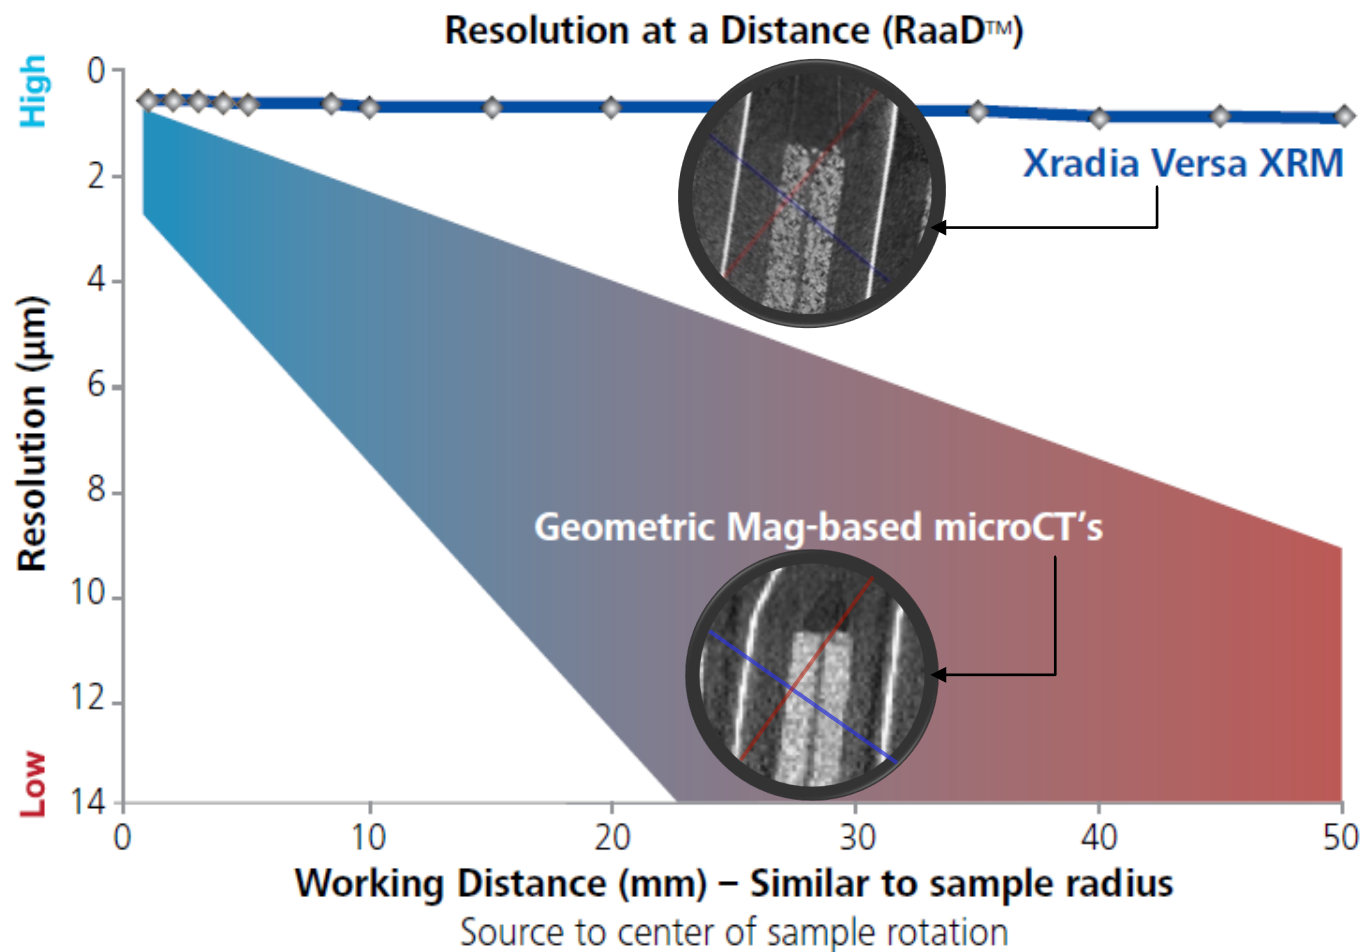 Resolution at a Distance (RaaD™)
High
0
2
4
6
8
10
12
14
Low
Resolution (µm)
Xradia Versa XRM
Geometric Mag-based microCT's
0 10 20 30 40 50
Working Distance (mm) – Similar to sample radius
Source to center of sample rotation